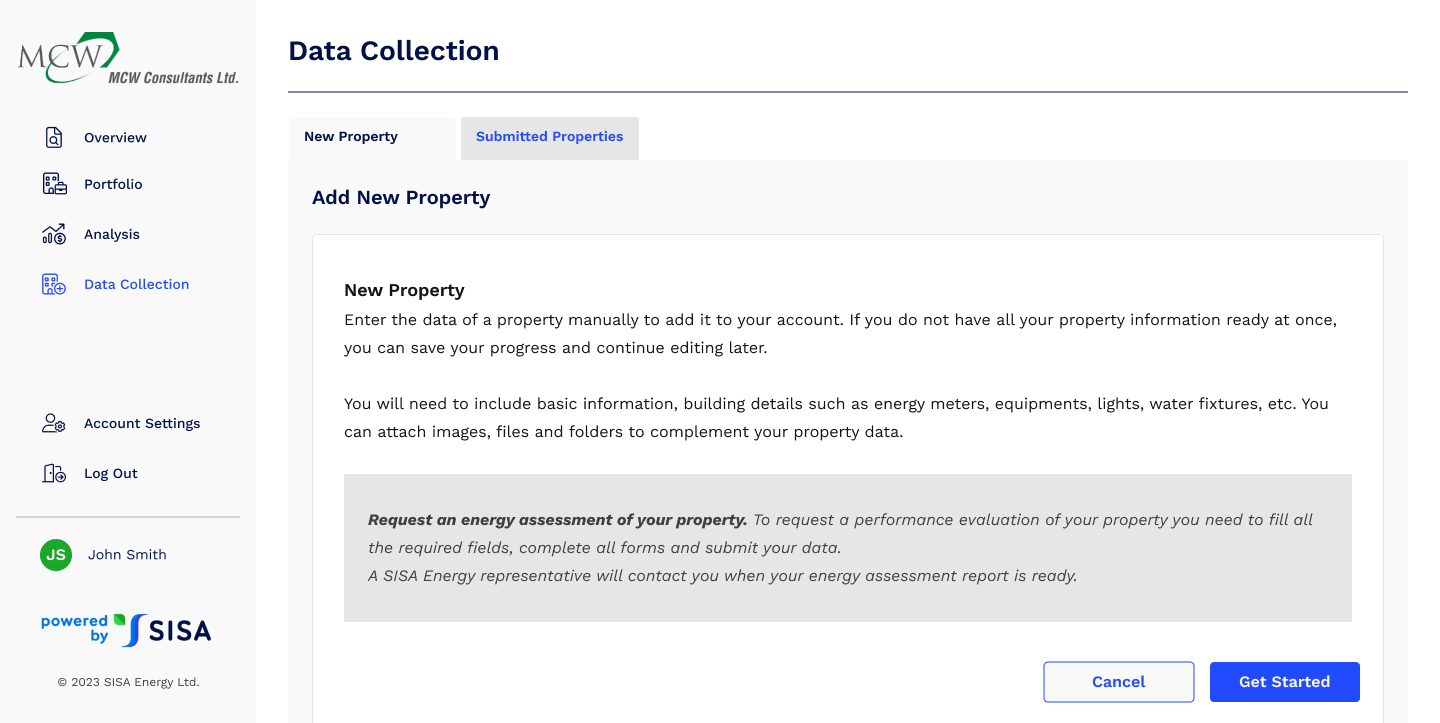 MCW
MCW Consultants Ltd.
Overview
Portfolio
Analysis
Data Collection
Account Settings
Log Out
JS
John Smith
powered
by
SISA
© 2023 SISA Energy Ltd.
Data Collection
New Property
Submitted Properties
Add New Property
New Property
Enter the data of a property manually to add it to your account. If you do not have all your property information ready at once,
you can save your progress and continue editing later.
You will need to include basic information, building details such as energy meters, equipments, lights, water fixtures, etc. You
can attach images, files and folders to complement your property data.
Request an energy assessment of your property. To request a performance evaluation of your property you need to fill all
the required fields, complete all forms and submit your data.
A SISA Energy representative will contact you when your energy assessment report is ready.
Cancel
Get Started